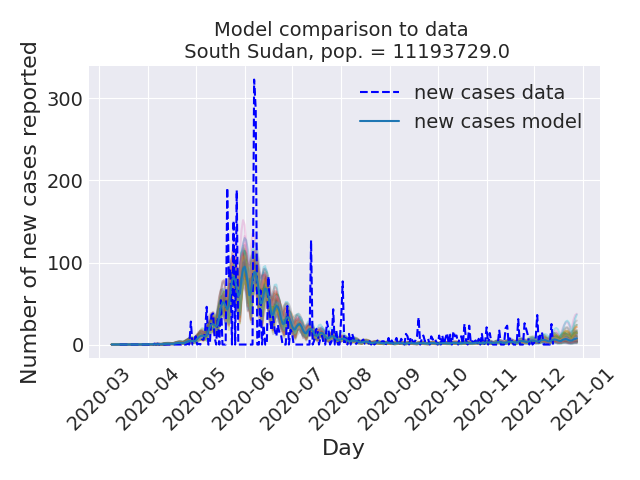 Model comparison to data
South Sudan, pop. = 11193729.0
Number of new cases reported
300
200
100
0
new cases data
new cases model
2020-03
2020-04
2020-05
2020-06
2020-07
2020-08
2020-09
2020-10
2020-11
2020-12
2021-01
Day